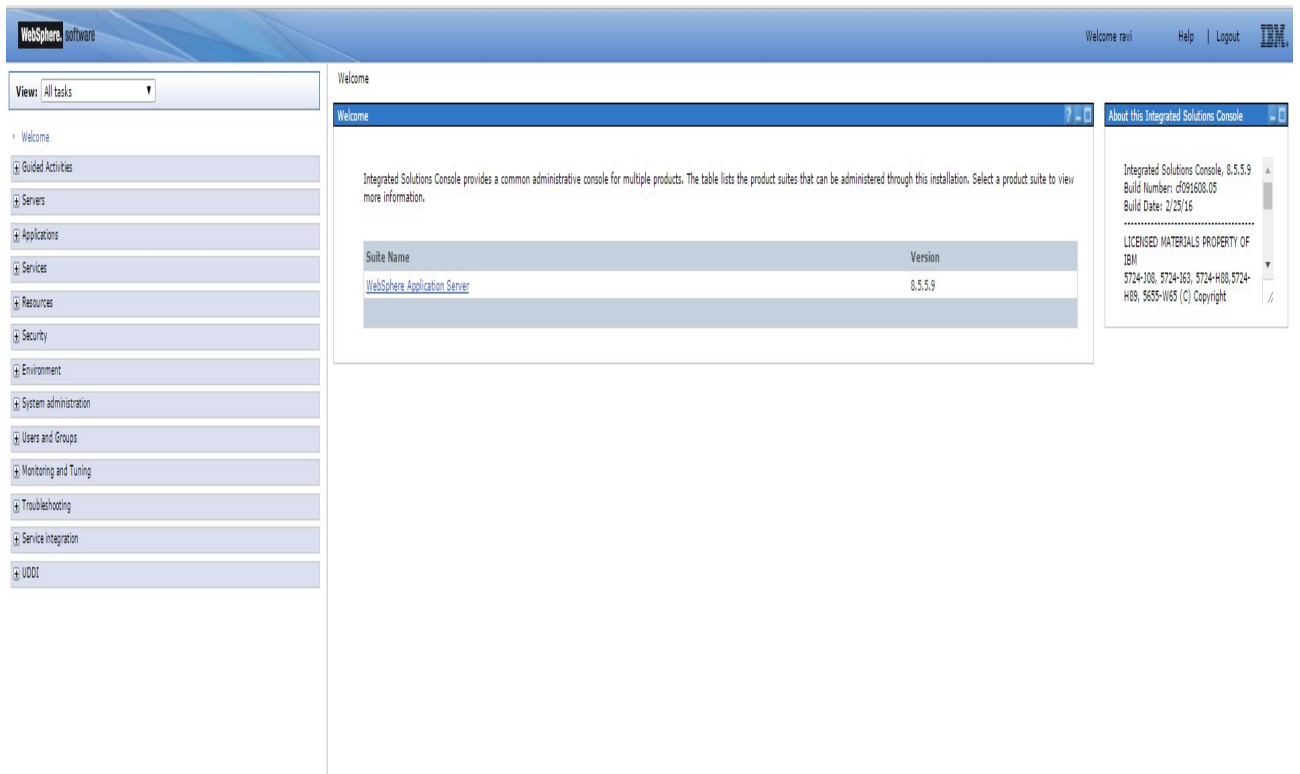 WebSphere. software
Welcome ravi Help | Logout IBM.
View: All tasks
Welcome
Guided Activities
Servers
Applications
Services
Resources
Security
Environment
System administration
Users and Groups
Monitoring and Tuning
Troubleshooting
Service integration
UDDI
Welcome
Welcome
Integrated Solutions Console provides a common administrative console for multiple products. The table lists the product suites that can be administered through this installation. Select a product suite to view
more information.
Suite Name Version
WebSphere Application Server 8.5.5.9
About this Integrated Solutions Console
Integrated Solutions Console, 8.5.5.9
Build Number: cf091608.05
Build Date: 2/25/16
----------------------------------------
LICENSED MATERIALS PROPERTY OF
IBM
5724-J08, 5724-I63, 5724-H88,5724-
H89, 5655-W65 (C) Copyright